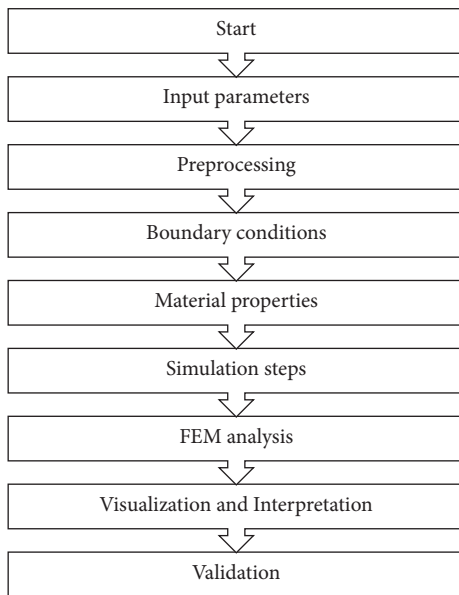 Start
Input parameters
Preprocessing
Boundary conditions
Material properties
Simulation steps
FEM analysis
Visualization and Interpretation
Validation